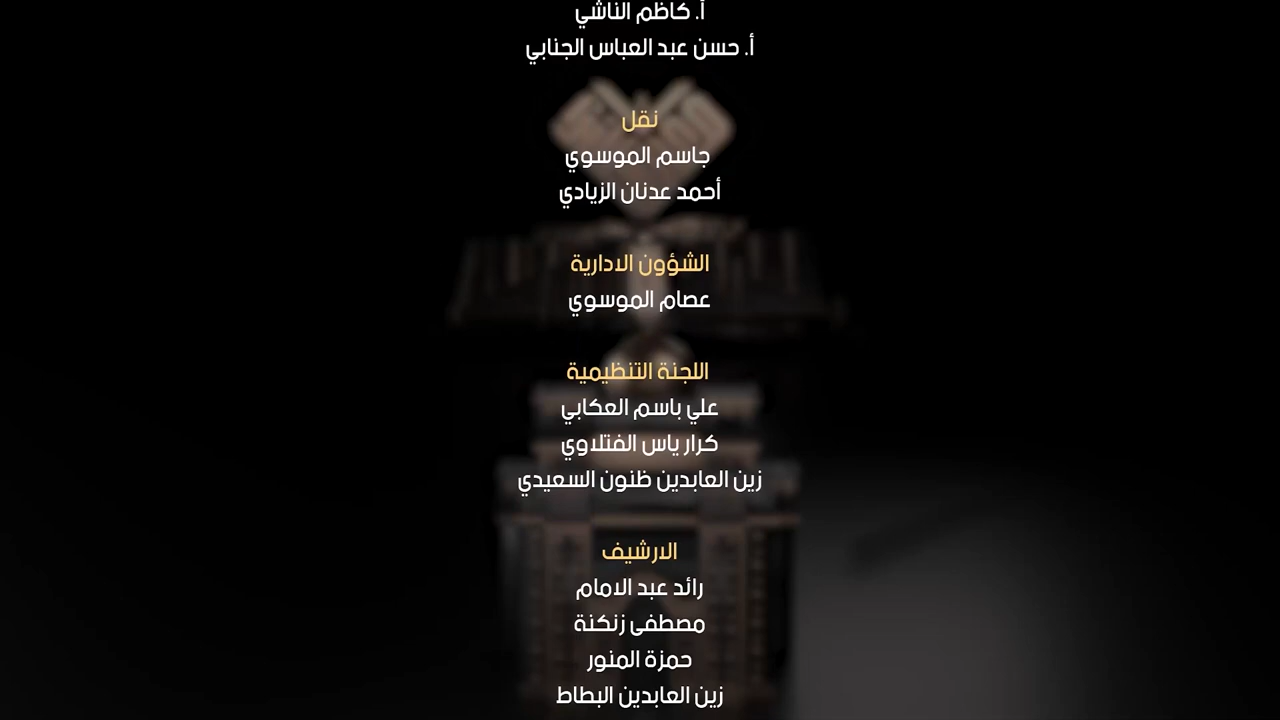 أ. كاظم الناشي
أ. حسن عبد العباس الجنابي
نقل
جاسم الموسوي
أحمد عدنان الزيادي
الشؤون الادارية
عصام الموسوي
اللجنة التنظيمية
علي باسم العكابي
كرار ياس الفتلاوي
زين العابدين ظنون السعيدي
الارشيف
رائد عبد الامام
مصطفى زنكنة
حمزة المنور
زين العابدين البطاط